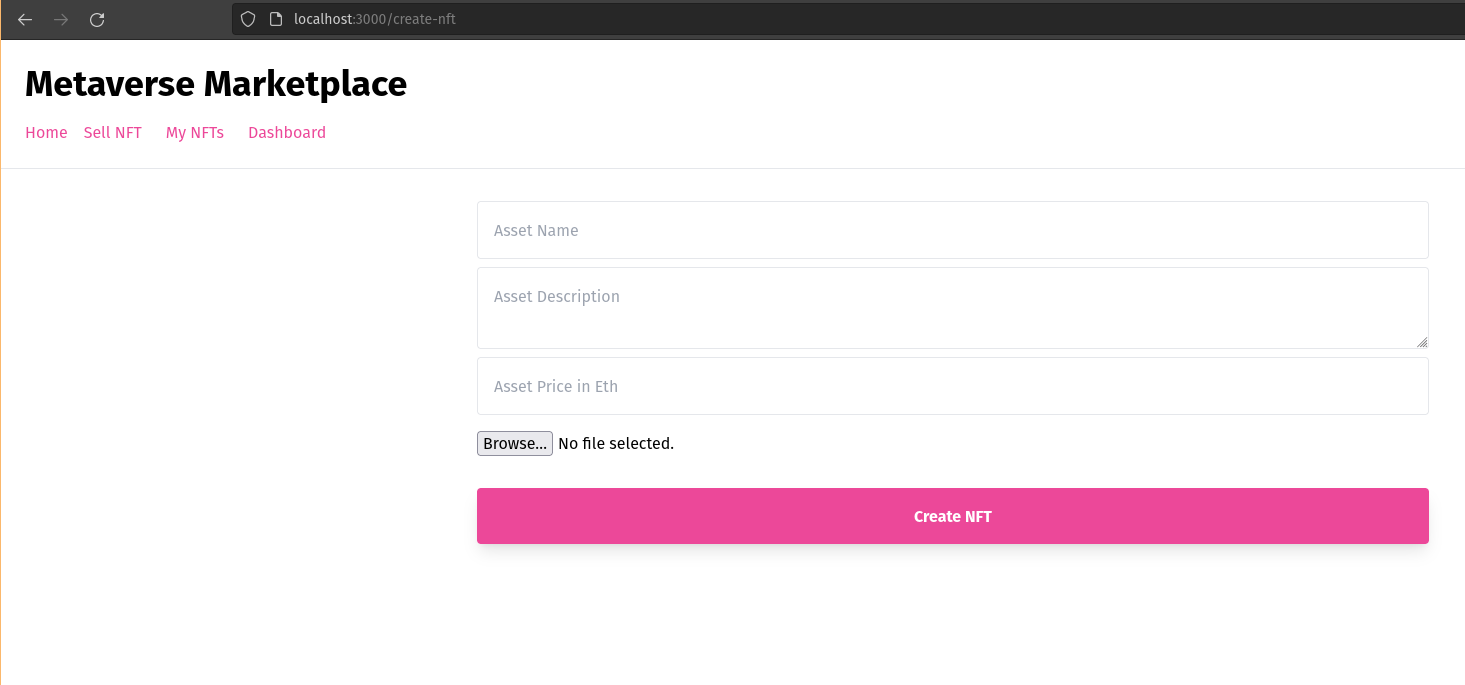 localhost:3000/create-nft
Metaverse Marketplace
Home Sell NFT My NFTs Dashboard
Asset Name
Asset Description
Asset Price in Eth
Browse... No file selected.
Create NFT